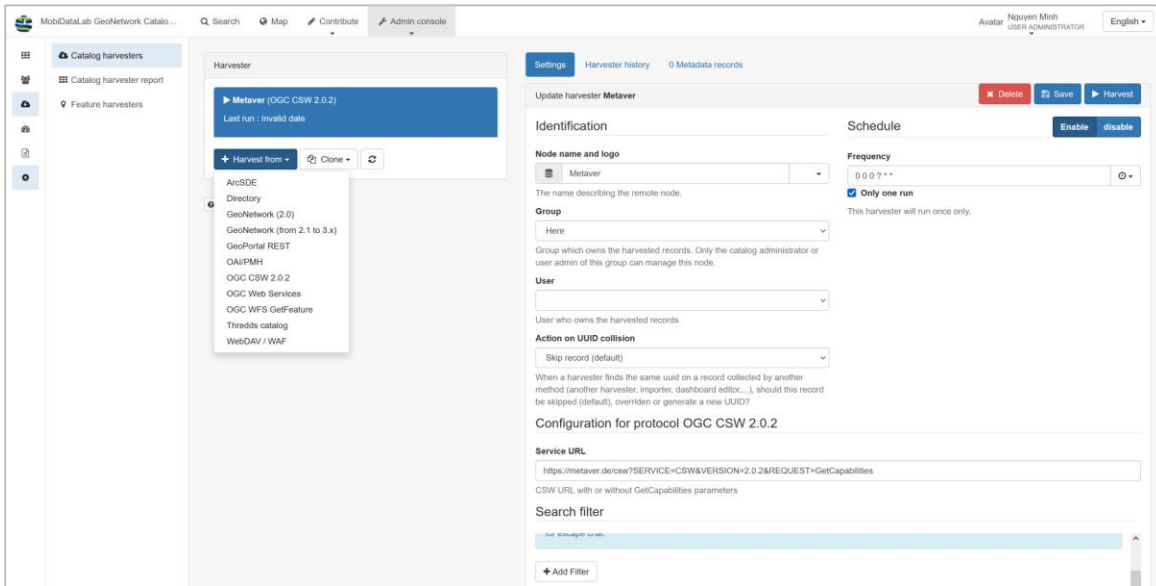 MobiDataLab GeoNetwork Catalo...
Search
Map
Contribute
Admin console
Avatar
Nguyen Minh
USER ADMINISTRATOR
English
Catalog harvesters
Catalog harvester report
Feature harvesters
Harvester
Metaver (OGC CSW 2.0.2)
Last run : Invalid date
+ Harvest from
Clone
ArcSDE
Directory
GeoNetwork (2.0)
GeoNetwork (from 2.1 to 3.x)
GeoPortal REST
OAI/PMH
OGC CSW 2.0.2
OGC Web Services
OGC WFS GetFeature
Thredds catalog
WebDAV / WAF
Settings
Harvester history
0 Metadata records
Update harvester Metaver
Delete
Save
Harvest
Identification
Node name and logo
Metaver
The name describing the remote node.
Group
Here
Group which owns the harvested records. Only the catalog administrator or
user admin of this group can manage this node.
User
User who owns the harvested records
Action on UUID collision
Skip record (default)
When a harvester finds the same uuid on a record collected by another
method (another harvester, importer, dashboard editor,...), should this record
be skipped (default), overriden or generate a new UUID?
Schedule
Enable
disable
Frequency
0 0 0 ? * *
Only one run
This harvester will run once only.
Configuration for protocol OGC CSW 2.0.2
Service URL
https://metaver.de/csw?SERVICE=CSW&VERSION=2.0.2&REQUEST=GetCapabilities
CSW URL with or without GetCapabilities parameters
Search filter
for escape char.
+ Add Filter